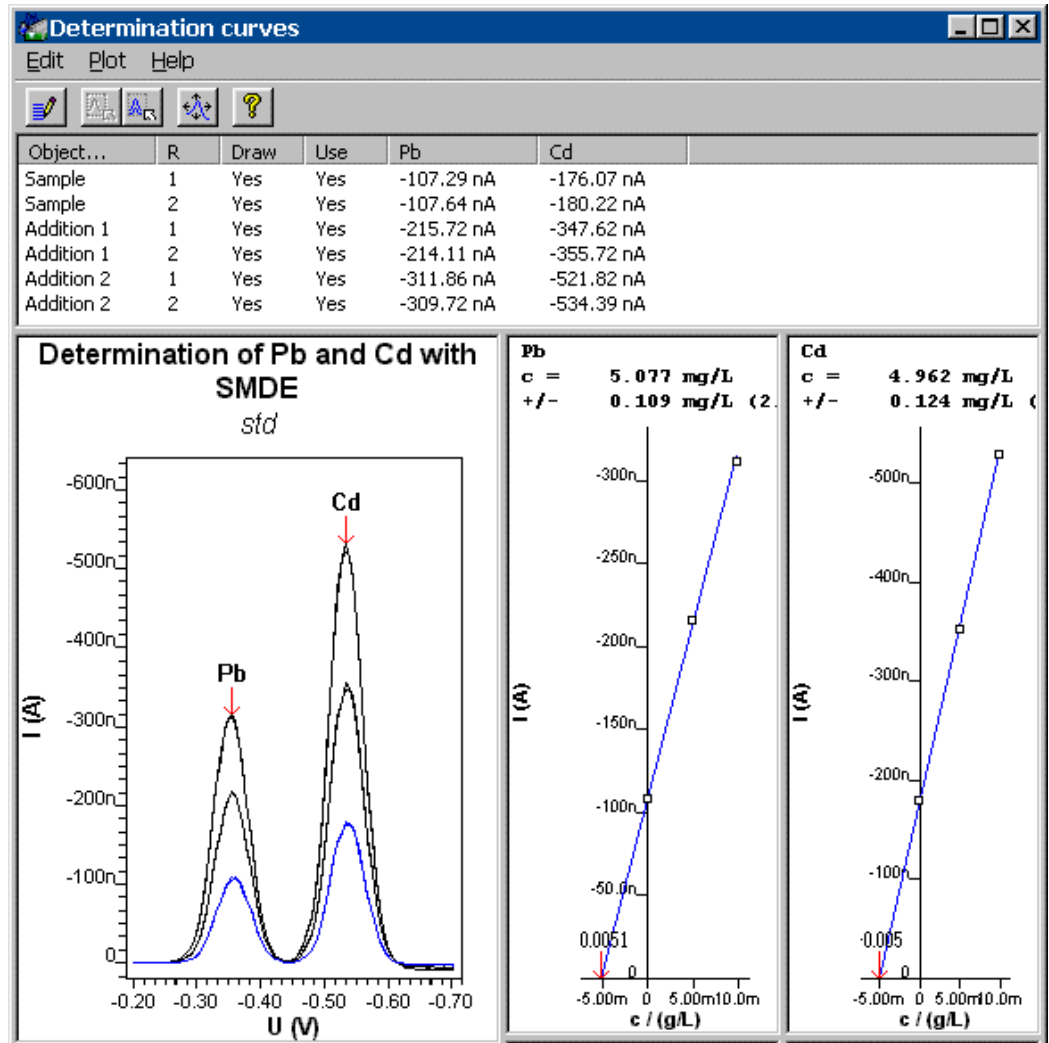 Determination curves
Edit Plot Help
Object... R Draw Use Pb Cd
Sample 1 Yes Yes -107.29 nA -176.07 nA
Sample 2 Yes Yes -107.64 nA -180.22 nA
Addition 1 1 Yes Yes -215.72 nA -347.62 nA
Addition 1 2 Yes Yes -214.11 nA -355.72 nA
Addition 2 1 Yes Yes -311.86 nA -521.82 nA
Addition 2 2 Yes Yes -309.72 nA -534.39 nA
Determination of Pb and Cd with
SMDE
std
-600n
-500n
-400n
-300n
-200n
-100n
0
I (A)
Pb
Cd
-0.20 -0.30 -0.40 -0.50 -0.60 -0.70
U (V)
Pb
c = 5.077 mg/L
+/- 0.109 mg/L (2.
-300n
-250n
-200n
-150n
-100n
-50.0n
0
I (A)
0.0051
-5.00m 0 5.00m 10.0m
c / (g/L)
Cd
c = 4.962 mg/L
+/- 0.124 mg/L (
-500n
-400n
-300n
-200n
-100n
0
I (A)
-0.005
-5.00m 0 5.00m 10.0m
c / (g/L)